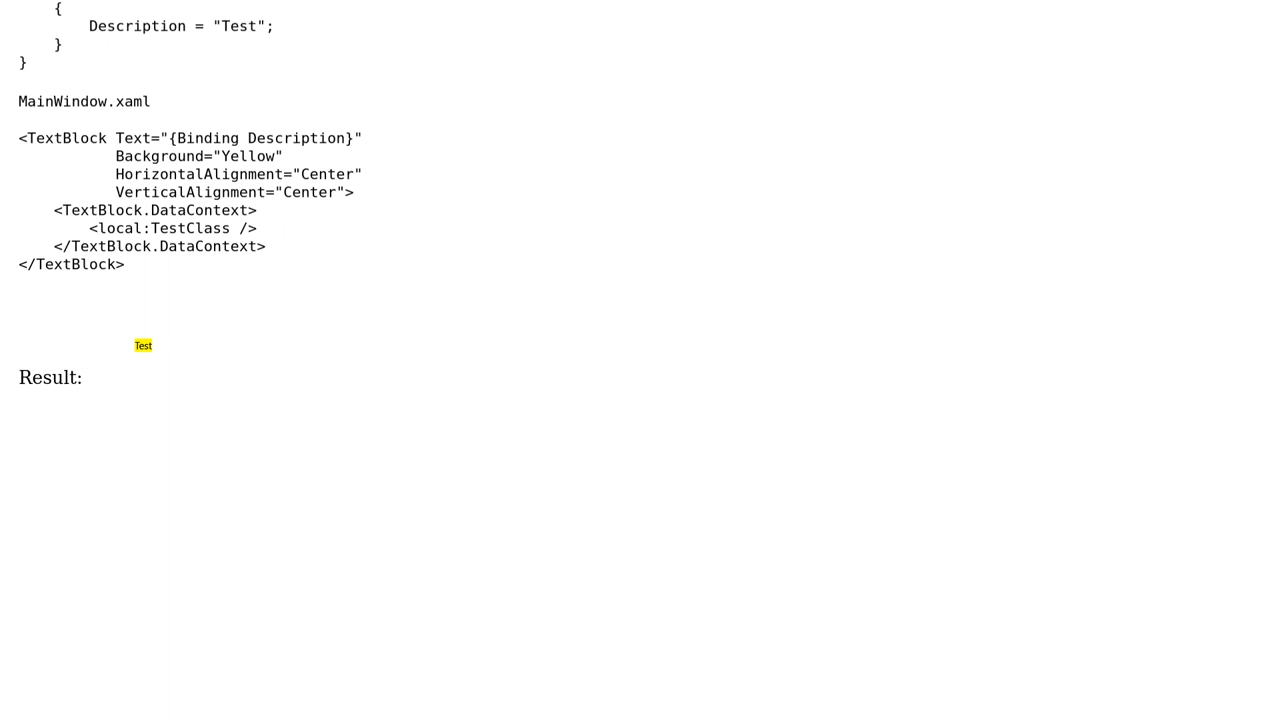 {
        Description = "Test";
    }
}
MainWindow.xaml
<TextBlock Text="{Binding Description}"
           Background="Yellow"
           HorizontalAlignment="Center"
           VerticalAlignment="Center">
    <TextBlock.DataContext>
        <local:TestClass />
    </TextBlock.DataContext>
</TextBlock>
Test
Result: